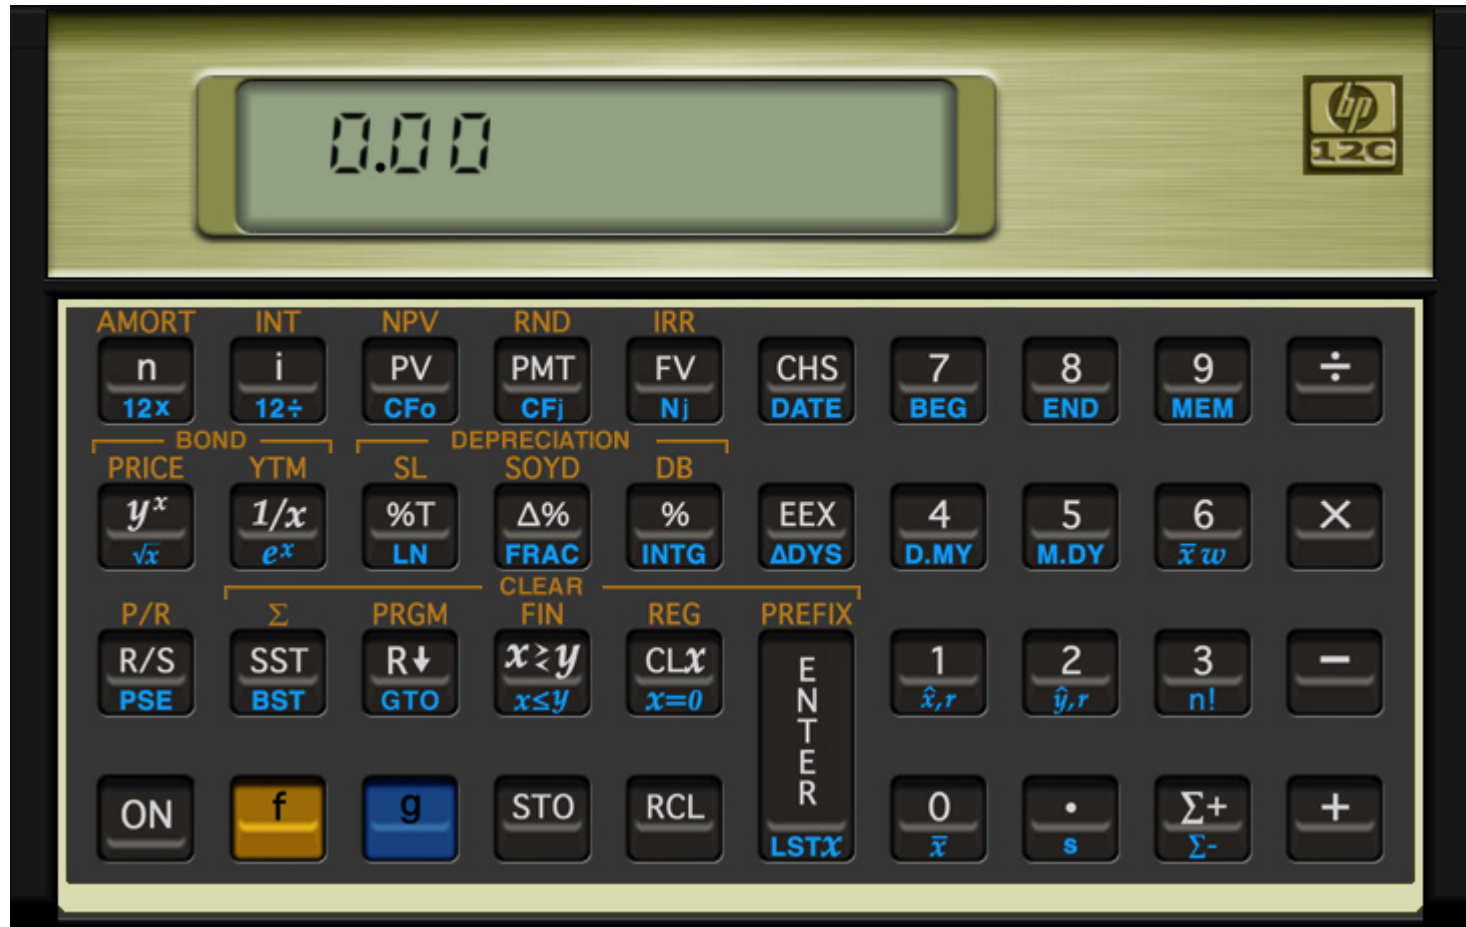 0.00
hp
12C
AMORT INT NPV RND IRR
n i PV PMT FV CHS 7 8 9 ÷
12x 12÷ CFo CFj Nj DATE BEG END MEM
BOND DEPRECIATION
PRICE YTM SL SOYD DB
yˣ 1/x %T Δ% % EEX 4 5 6 ×
√x eˣ LN FRAC INTG ΔDYS D.MY M.DY x̅w
CLEAR
P/R Σ PRGM FIN REG PREFIX
R/S SST R↓ x≷y CLx ENTER 1 2 3 −
PSE BST GTO x≤y x=0 x̂,r ŷ,r n!
ON f g STO RCL 0 . Σ+ +
LSTx x̅ s Σ-